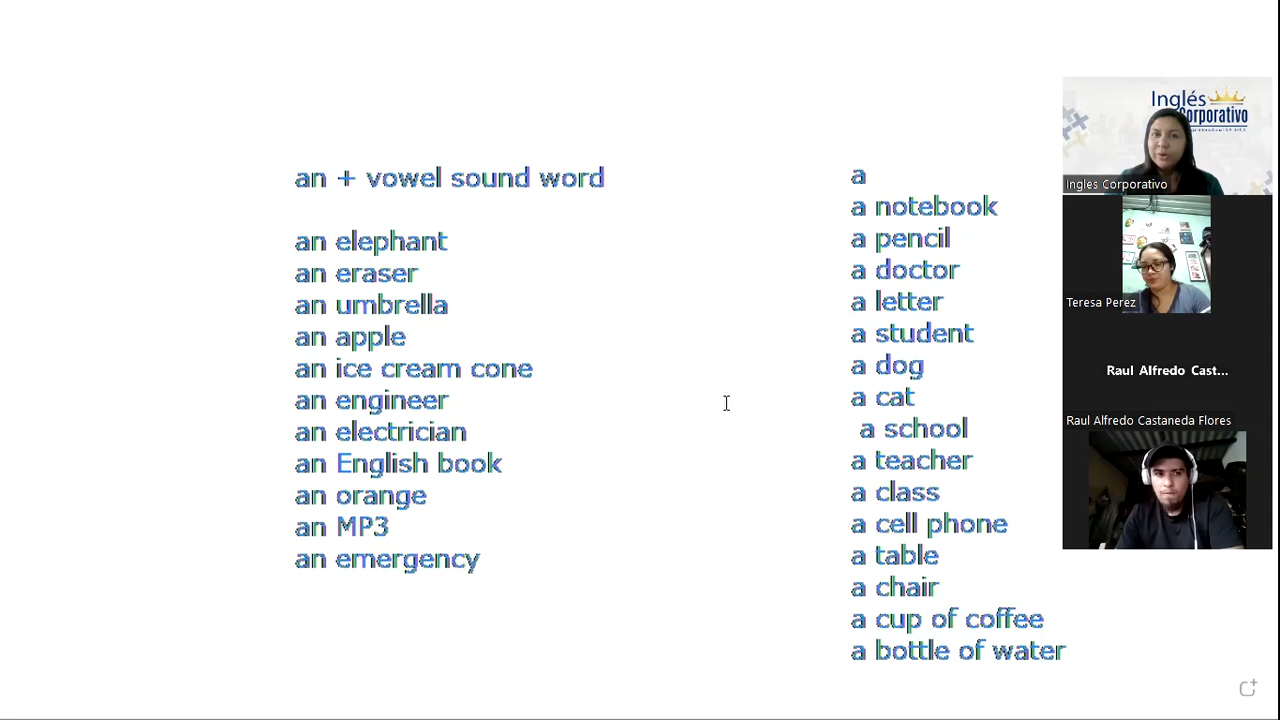 an + vowel sound word
an elephant
an eraser
an umbrella
an apple
an ice cream cone
an engineer
an electrician
an English book
an orange
an MP3
an emergency
a
a notebook
a pencil
a doctor
a letter
a student
a dog
a cat
a school
a teacher
a class
a cell phone
a table
a chair
a cup of coffee
a bottle of water
Inglés
Corporativo
Ingles Corporativo
Teresa Perez
Raul Alfredo Cast...
Raul Alfredo Castaneda Flores